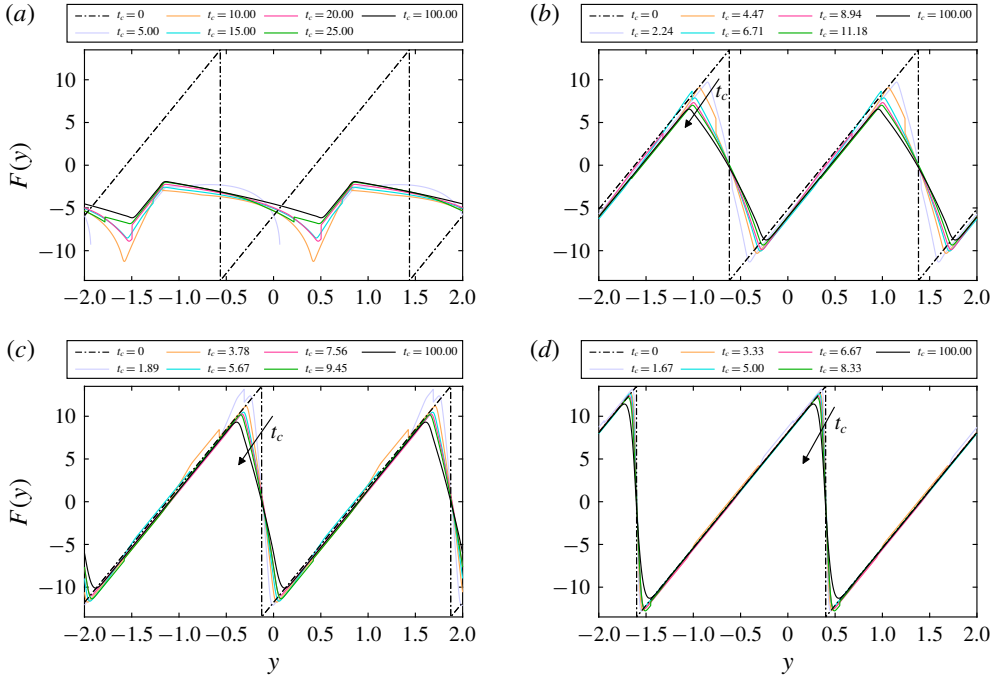 (a)
t_c = 0 t_c = 10.00 t_c = 20.00 t_c = 100.00
t_c = 5.00 t_c = 15.00 t_c = 25.00
10
5
0
−5
−10
F(y)
−2.0 −1.5 −1.0 −0.5 0 0.5 1.0 1.5 2.0
(b)
t_c = 0 t_c = 4.47 t_c = 8.94 t_c = 100.00
t_c = 2.24 t_c = 6.71 t_c = 11.18
10
5
0
−5
−10
t_c
−2.0 −1.5 −1.0 −0.5 0 0.5 1.0 1.5 2.0
(c)
t_c = 0 t_c = 3.78 t_c = 7.56 t_c = 100.00
t_c = 1.89 t_c = 5.67 t_c = 9.45
10
5
0
−5
−10
F(y)
t_c
−2.0 −1.5 −1.0 −0.5 0 0.5 1.0 1.5 2.0
y
(d)
t_c = 0 t_c = 3.33 t_c = 6.67 t_c = 100.00
t_c = 1.67 t_c = 5.00 t_c = 8.33
10
5
0
−5
−10
t_c
−2.0 −1.5 −1.0 −0.5 0 0.5 1.0 1.5 2.0
y